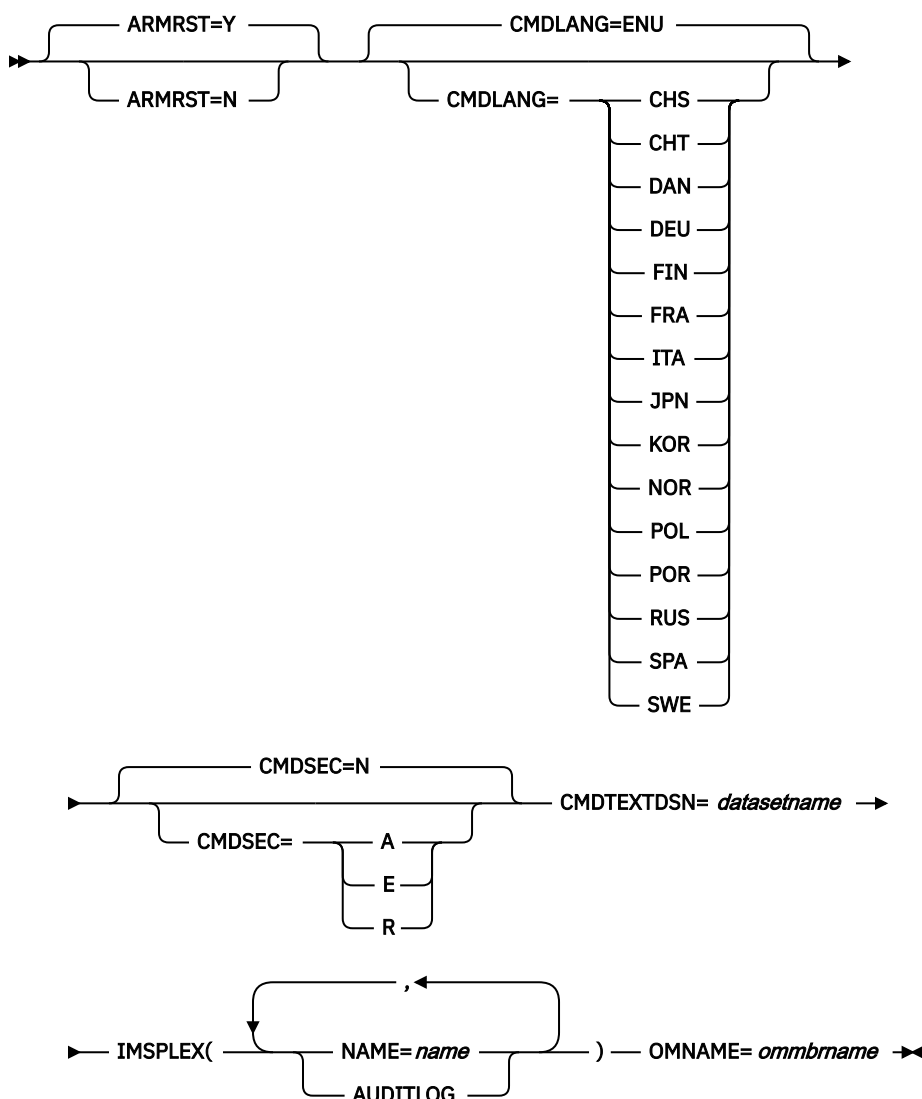 ARMRST=Y
CMDLANG=ENU
ARMRST=N
CMDLANG= CHS
CHT
DAN
DEU
FIN
FRA
ITA
JPN
KOR
NOR
POL
POR
RUS
SPA
SWE
CMDSEC=N
CMDTEXTDSN= datasetname
CMDSEC= A
E
R
,
IMSPLEX( NAME= name ) OMNAME= ommbrname
AUDITLOG